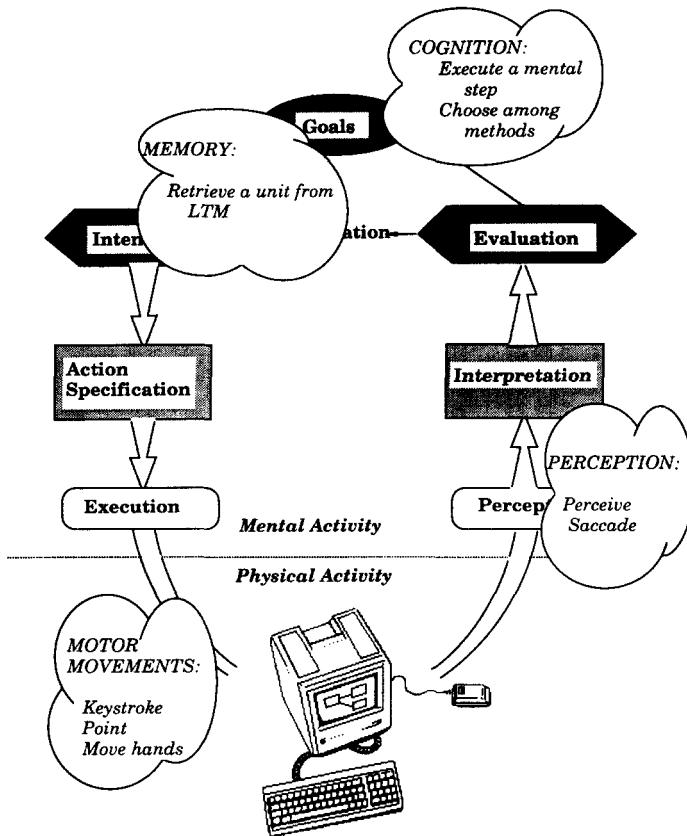 COGNITION:
Execute a mental
step
Choose among
methods
Goals
MEMORY:
Retrieve a unit from
LTM
Evaluation
Action
Specification
Interpretation
PERCEPTION:
Perceive
Saccade
Execution
Mental Activity
Physical Activity
MOTOR
MOVEMENTS:
Keystroke
Point
Move hands